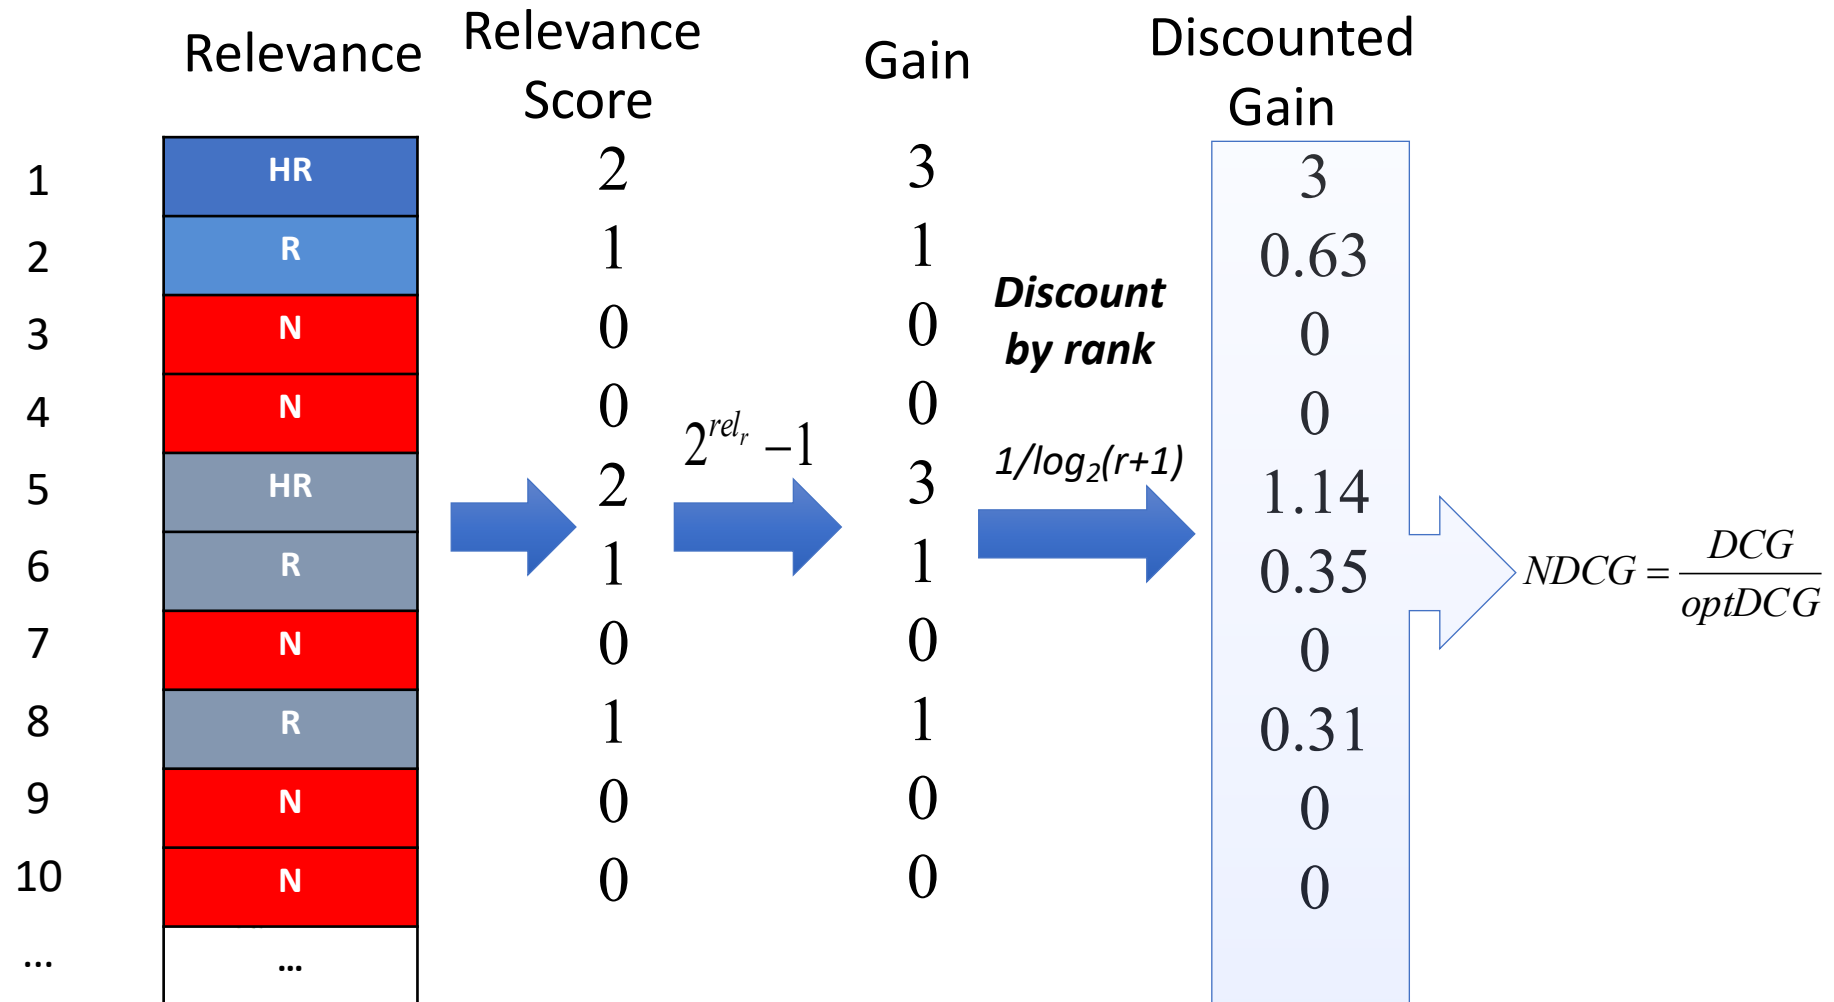 Relevance
Relevance
Score
Gain
Discounted
Gain
1 HR 2 3 3
2 R 1 1 0.63
3 N 0 0 0
4 N 0 0 0
5 HR 2 3 1.14
6 R 1 1 0.35
7 N 0 0 0
8 R 1 1 0.31
9 N 0 0 0
10 N 0 0 0
... ...
2^{rel_r} −1
Discount
by rank
1/log₂(r+1)
NDCG = DCG / optDCG